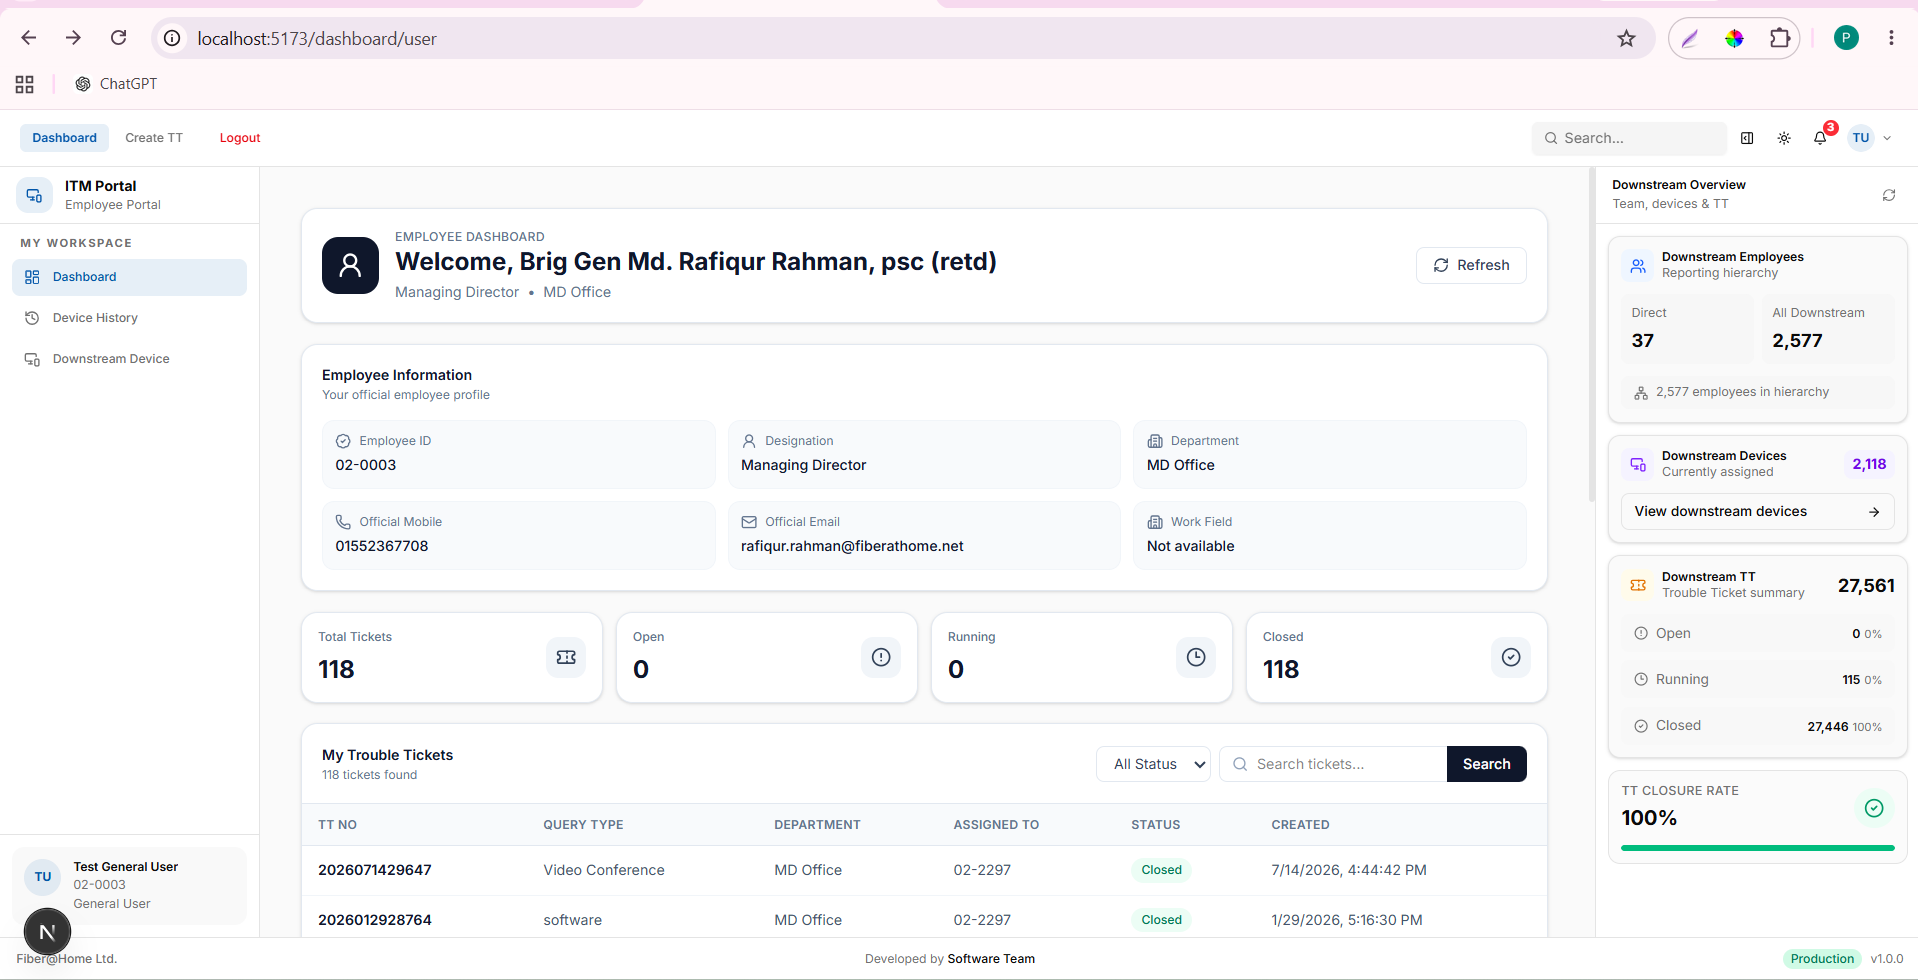 localhost:5173/dashboard/user
P
ChatGPT
Dashboard
Create TT
Logout
Search...
3
TU
ITM Portal
Employee Portal
MY WORKSPACE
Dashboard
Device History
Downstream Device
EMPLOYEE DASHBOARD
Welcome, Brig Gen Md. Rafiqur Rahman, psc (retd)
Managing Director • MD Office
Refresh
Employee Information
Your official employee profile
Employee ID
02-0003
Designation
Managing Director
Department
MD Office
Official Mobile
01552367708
Official Email
rafiqur.rahman@fiberathome.net
Work Field
Not available
Total Tickets
118
Open
0
Running
0
Closed
118
My Trouble Tickets
118 tickets found
All Status
Search tickets...
Search
TT NO QUERY TYPE DEPARTMENT ASSIGNED TO STATUS CREATED
2026071429647 Video Conference MD Office 02-2297 Closed 7/14/2026, 4:44:42 PM
2026012928764 software MD Office 02-2297 Closed 1/29/2026, 5:16:30 PM
Downstream Overview
Team, devices & TT
Downstream Employees
Reporting hierarchy
Direct
37
All Downstream
2,577
2,577 employees in hierarchy
Downstream Devices
Currently assigned
2,118
View downstream devices
Downstream TT
Trouble Ticket summary
27,561
Open 0 0%
Running 115 0%
Closed 27,446 100%
TT CLOSURE RATE
100%
TU
Test General User
02-0003
General User
N
Fiber@Home Ltd.
Developed by Software Team
Production v1.0.0